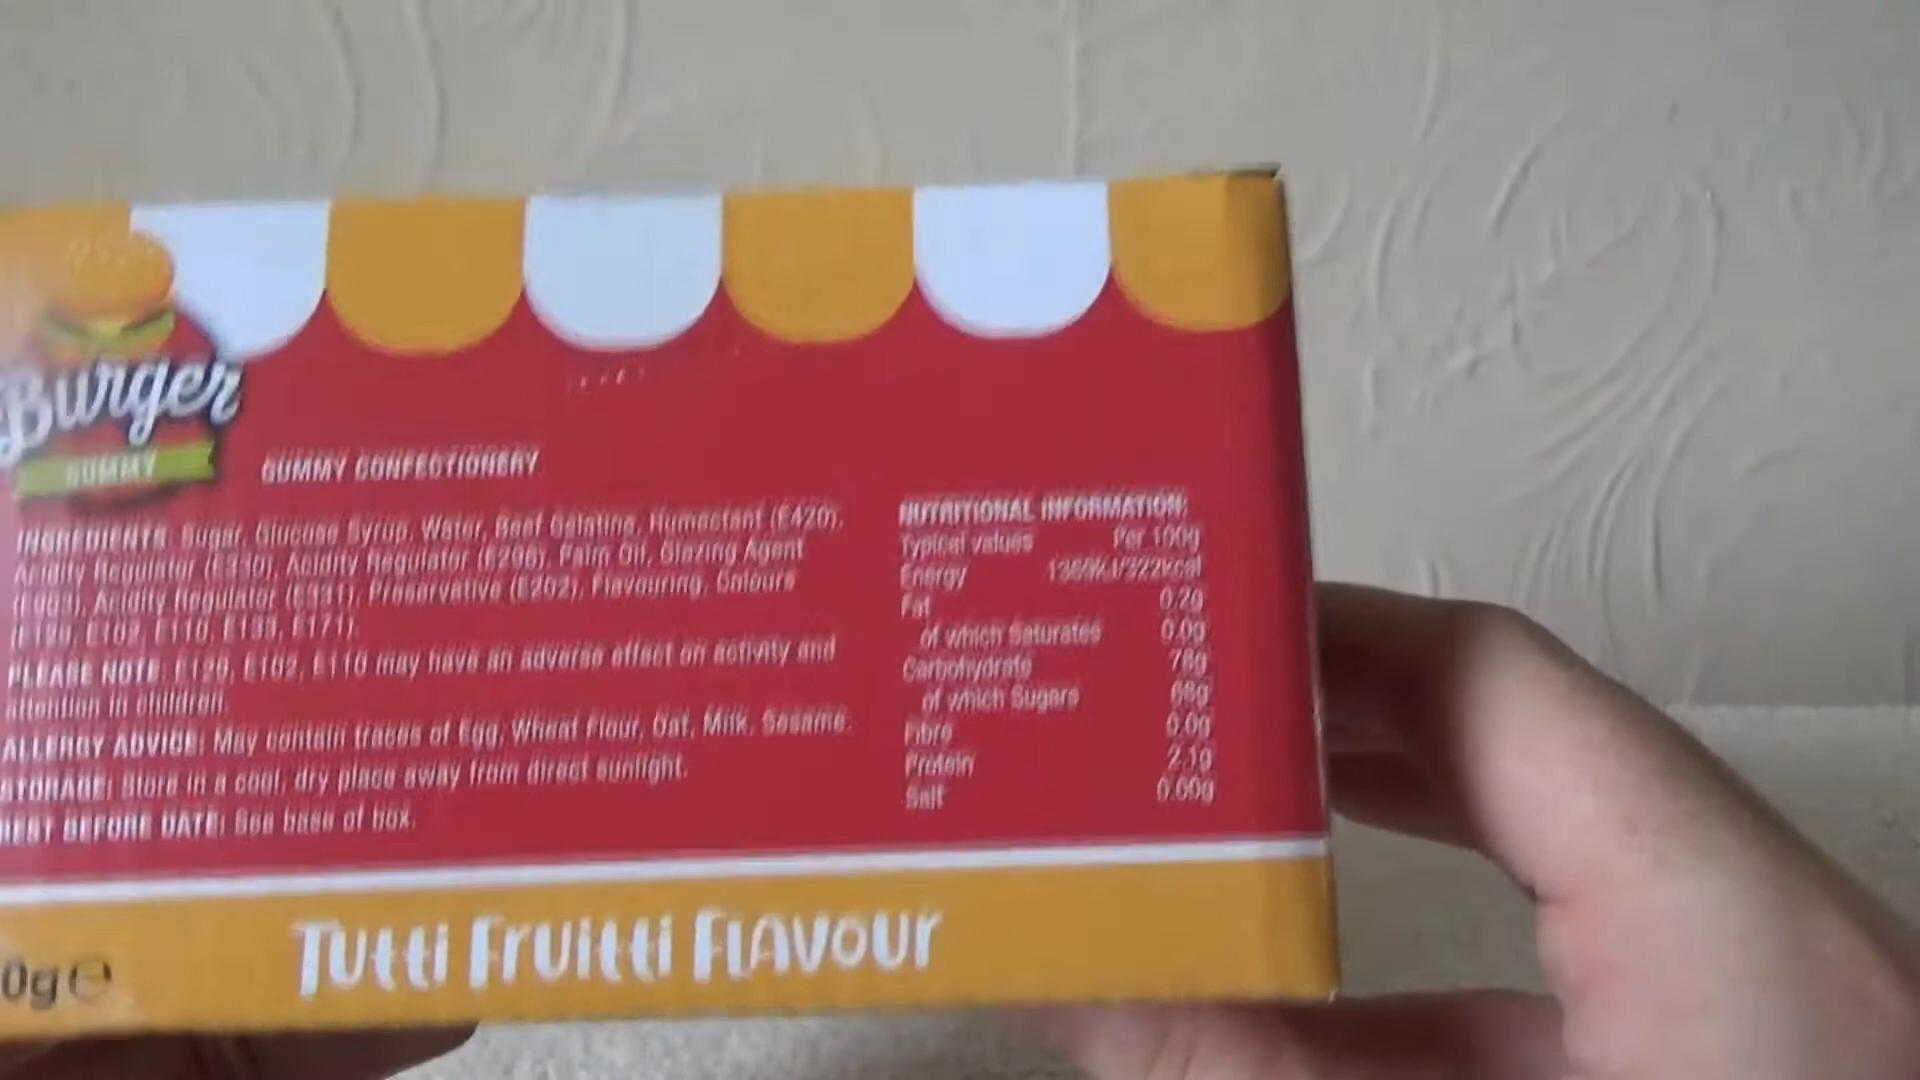 Burger
GUMMY
GUMMY CONFECTIONERY
INGREDIENTS: Sugar, Glucose Syrup, Water, Beef Gelatine, Humectant (E420),
Acidity Regulator (E330), Acidity Regulator (E296), Palm Oil, Glazing Agent
(E903), Acidity Regulator (E331), Preservative (E202), Flavouring, Colours
(E129, E102, E110, E133, E171).
PLEASE NOTE: E129, E102, E110 may have an adverse effect on activity and
attention in children.
ALLERGY ADVICE: May contain traces of Egg, Wheat Flour, Oat, Milk, Sesame.
STORAGE: Store in a cool, dry place away from direct sunlight.
BEST BEFORE DATE: See base of box.
NUTRITIONAL INFORMATION:
Typical values Per 100g
Energy 1369kJ/322kcal
Fat 0.2g
of which Saturates 0.0g
Carbohydrate 78g
of which Sugars 68g
Fibre 0.0g
Protein 2.1g
Salt 0.00g
0g e
Tutti Fruitti Flavour